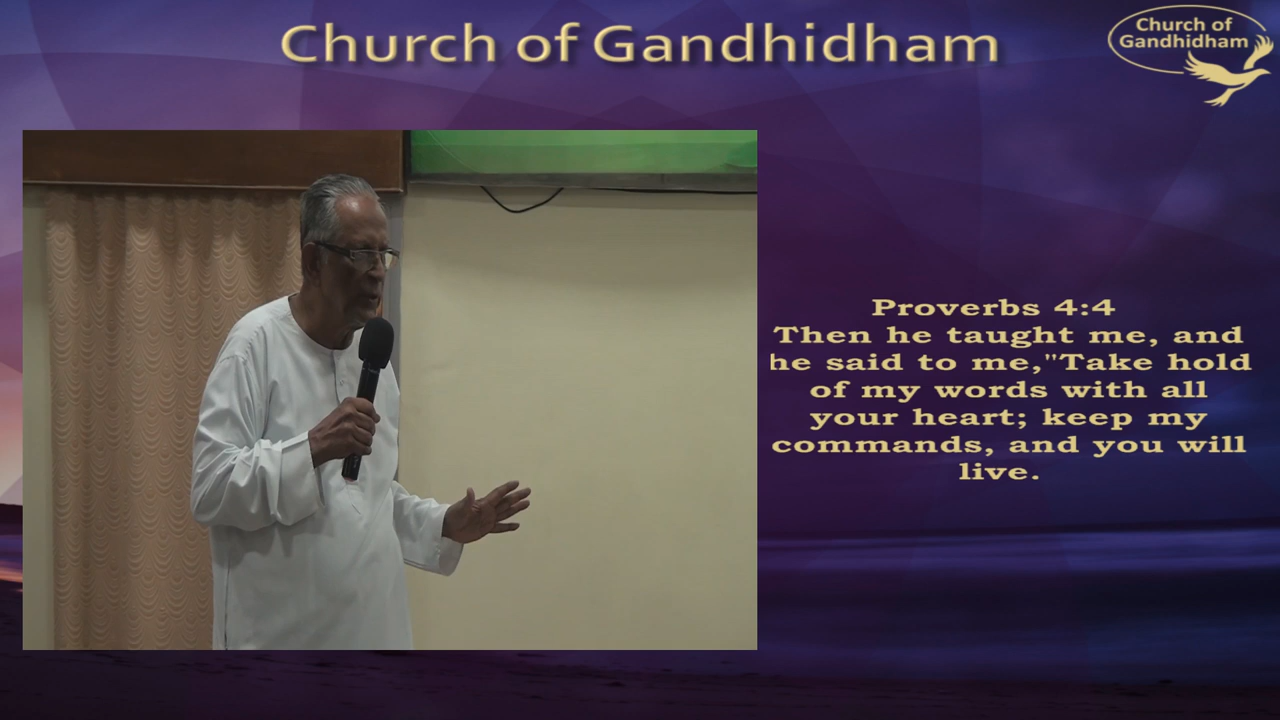 Church of Gandhidham
Church of
Gandhidham
Proverbs 4:4
Then he taught me, and
he said to me,"Take hold
of my words with all
your heart; keep my
commands, and you will
live.